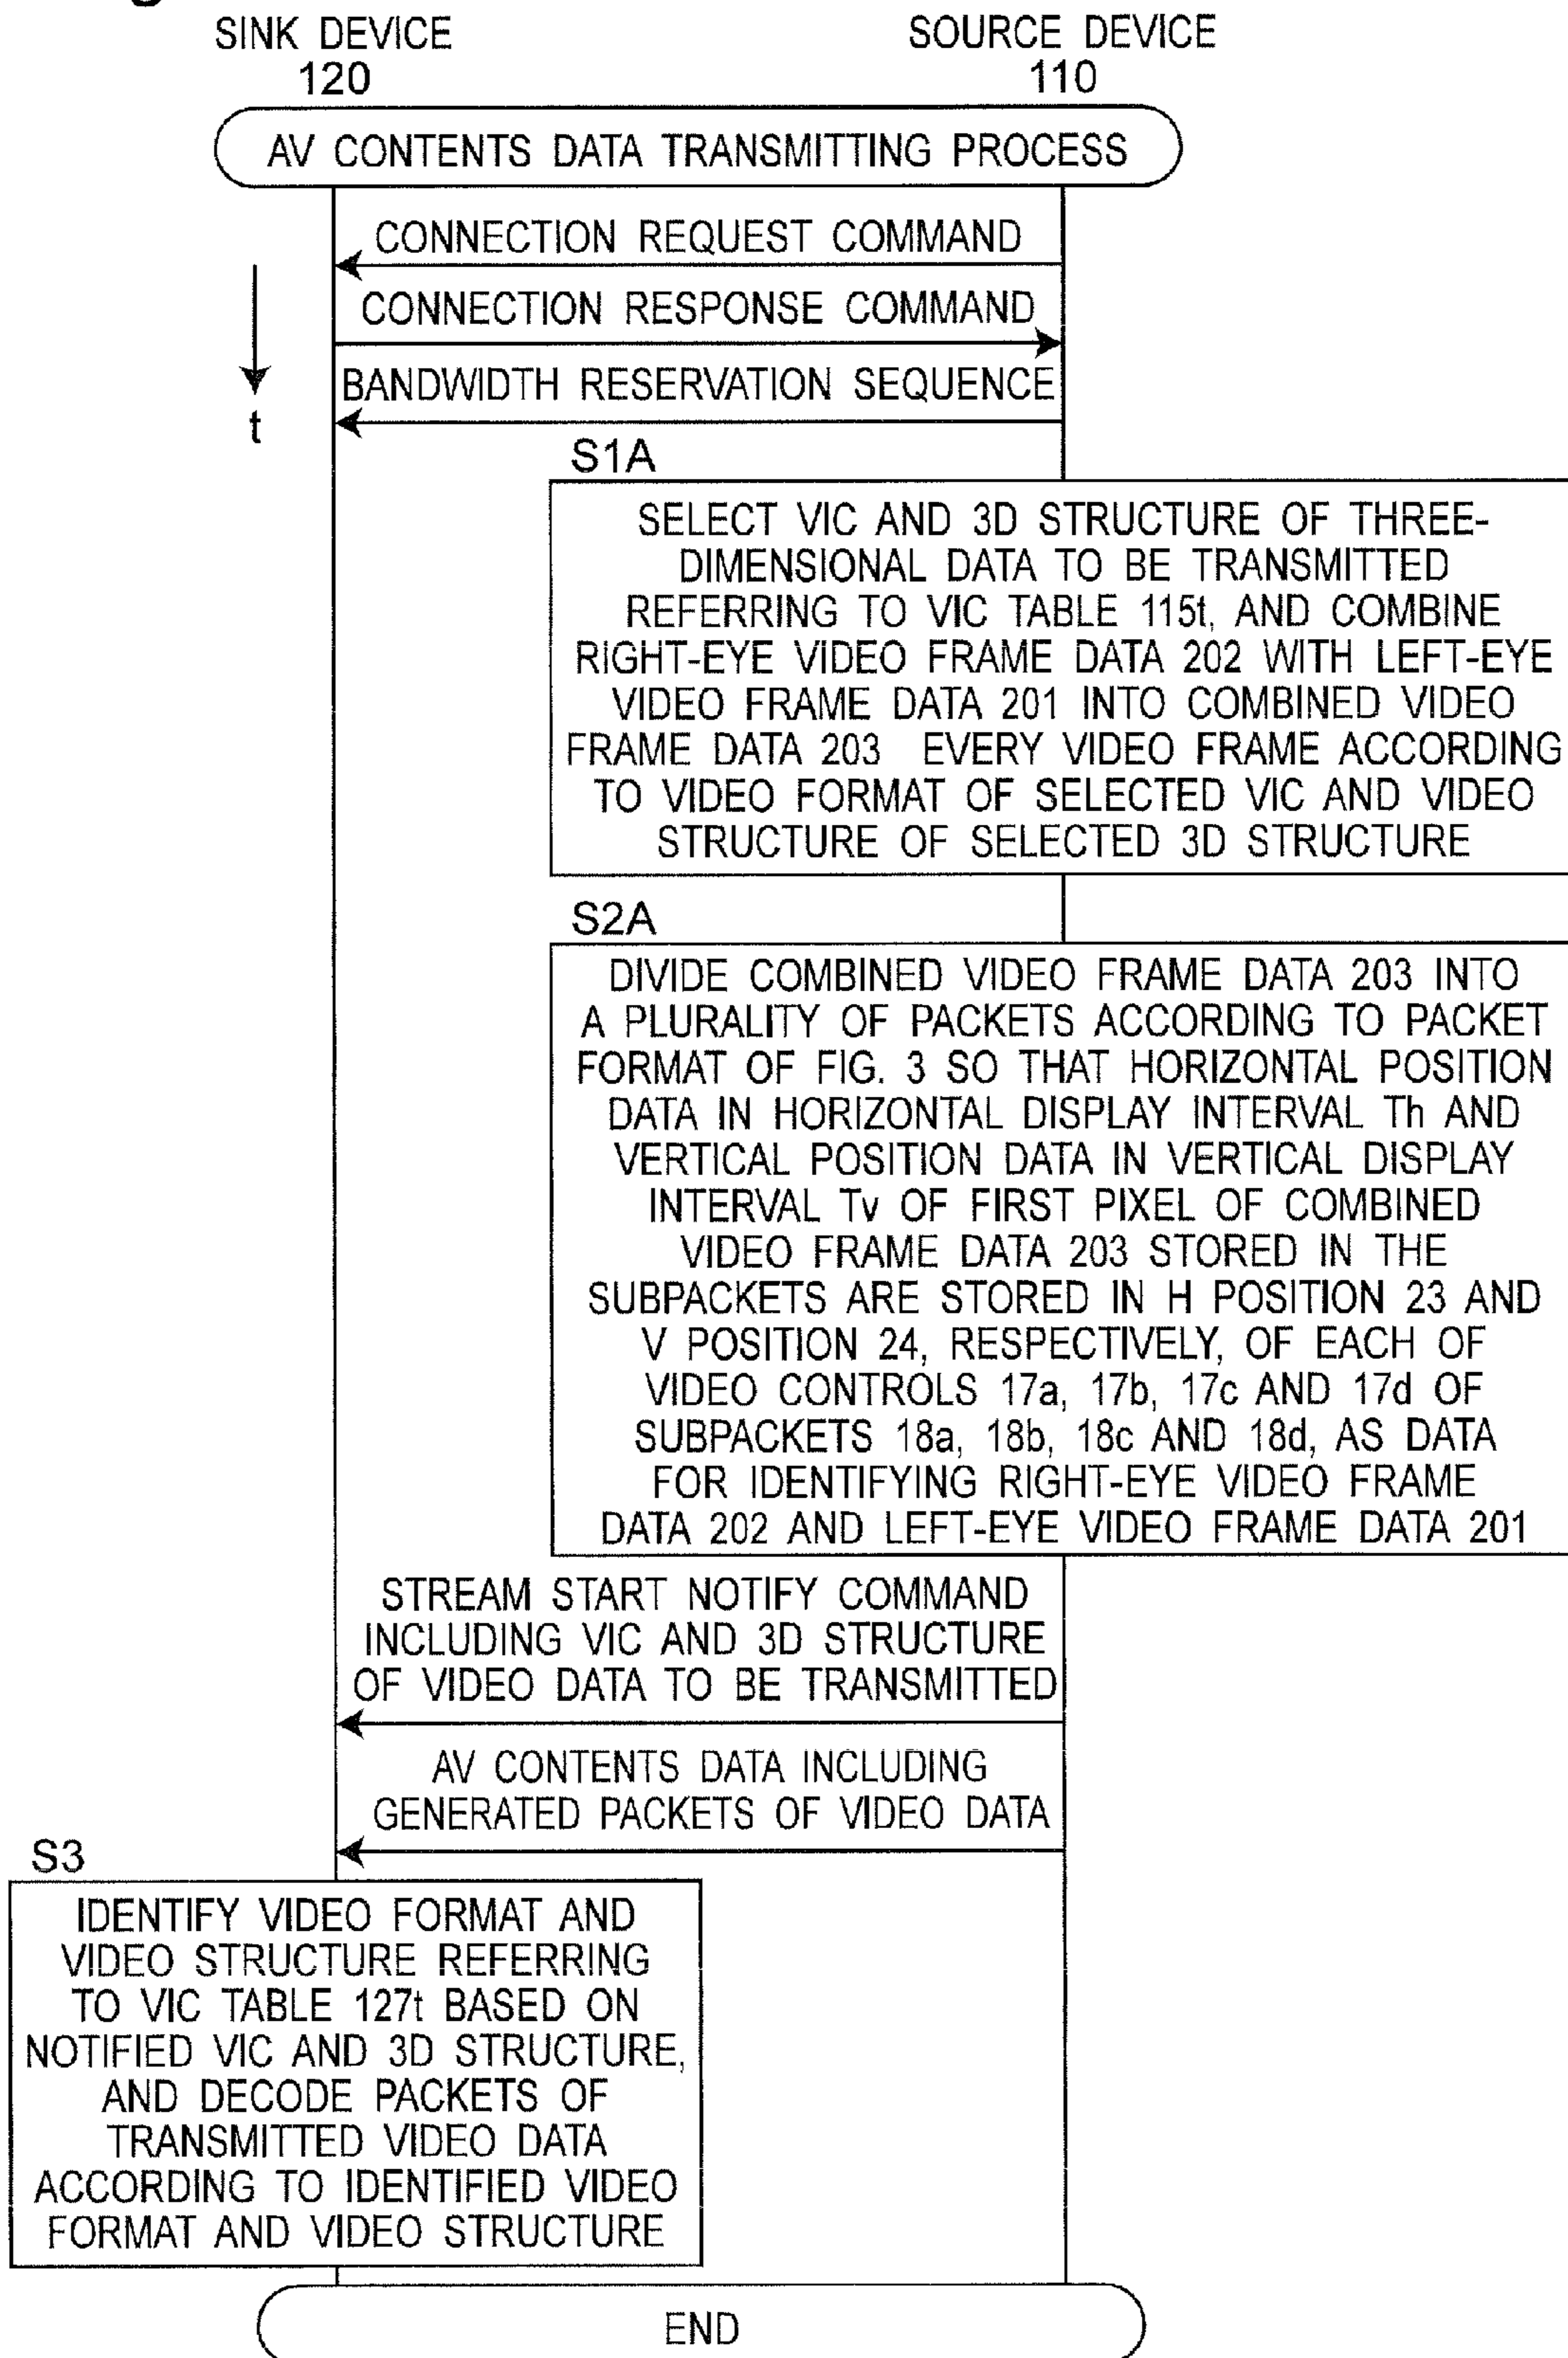 SINK DEVICE
120
SOURCE DEVICE
110
AV CONTENTS DATA TRANSMITTING PROCESS
CONNECTION REQUEST COMMAND
CONNECTION RESPONSE COMMAND
BANDWIDTH RESERVATION SEQUENCE
t
S1A
SELECT VIC AND 3D STRUCTURE OF THREE-
DIMENSIONAL DATA TO BE TRANSMITTED
REFERRING TO VIC TABLE 115t, AND COMBINE
RIGHT-EYE VIDEO FRAME DATA 202 WITH LEFT-EYE
VIDEO FRAME DATA 201 INTO COMBINED VIDEO
FRAME DATA 203 EVERY VIDEO FRAME ACCORDING
TO VIDEO FORMAT OF SELECTED VIC AND VIDEO
STRUCTURE OF SELECTED 3D STRUCTURE
S2A
DIVIDE COMBINED VIDEO FRAME DATA 203 INTO
A PLURALITY OF PACKETS ACCORDING TO PACKET
FORMAT OF FIG. 3 SO THAT HORIZONTAL POSITION
DATA IN HORIZONTAL DISPLAY INTERVAL Th AND
VERTICAL POSITION DATA IN VERTICAL DISPLAY
INTERVAL Tv OF FIRST PIXEL OF COMBINED
VIDEO FRAME DATA 203 STORED IN THE
SUBPACKETS ARE STORED IN H POSITION 23 AND
V POSITION 24, RESPECTIVELY, OF EACH OF
VIDEO CONTROLS 17a, 17b, 17c AND 17d OF
SUBPACKETS 18a, 18b, 18c AND 18d, AS DATA
FOR IDENTIFYING RIGHT-EYE VIDEO FRAME
DATA 202 AND LEFT-EYE VIDEO FRAME DATA 201
STREAM START NOTIFY COMMAND
INCLUDING VIC AND 3D STRUCTURE
OF VIDEO DATA TO BE TRANSMITTED
AV CONTENTS DATA INCLUDING
GENERATED PACKETS OF VIDEO DATA
S3
IDENTIFY VIDEO FORMAT AND
VIDEO STRUCTURE REFERRING
TO VIC TABLE 127t BASED ON
NOTIFIED VIC AND 3D STRUCTURE,
AND DECODE PACKETS OF
TRANSMITTED VIDEO DATA
ACCORDING TO IDENTIFIED VIDEO
FORMAT AND VIDEO STRUCTURE
END